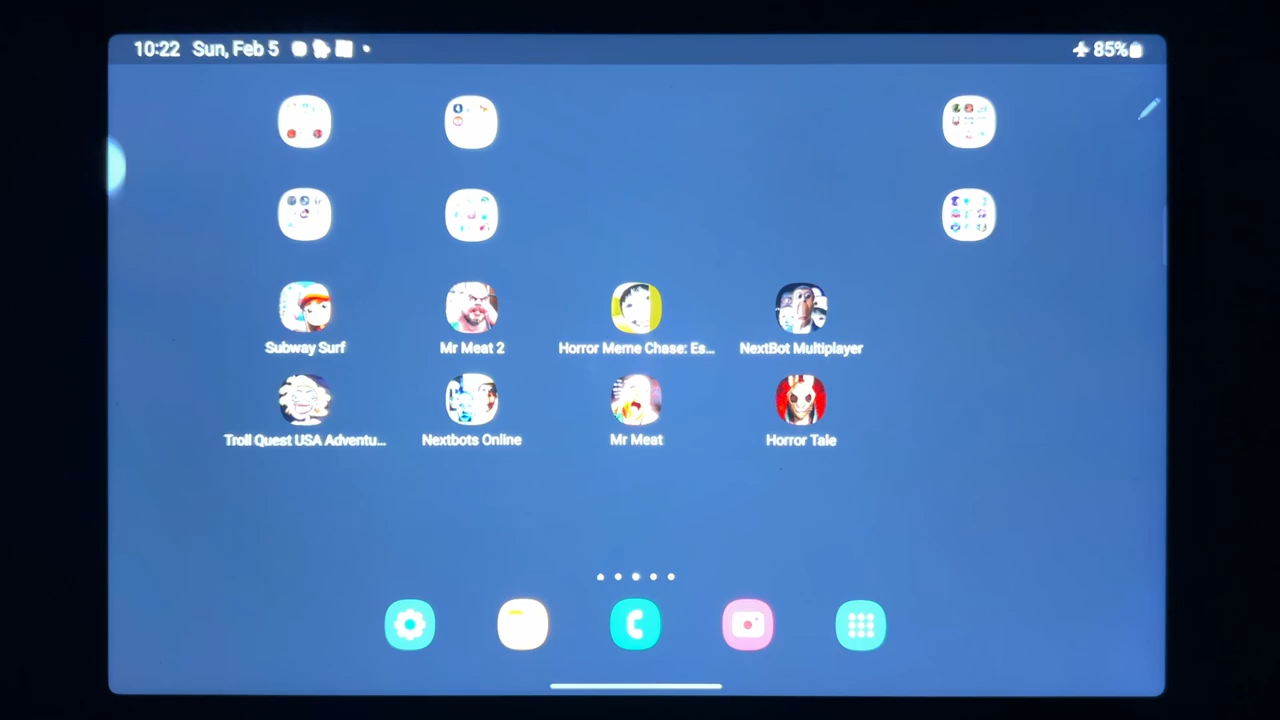 10:22 Sun, Feb 5
85%
Subway Surf
Mr Meat 2
Horror Meme Chase: Es...
NextBot Multiplayer
Troll Quest USA Adventu...
Nextbots Online
Mr Meat
Horror Tale